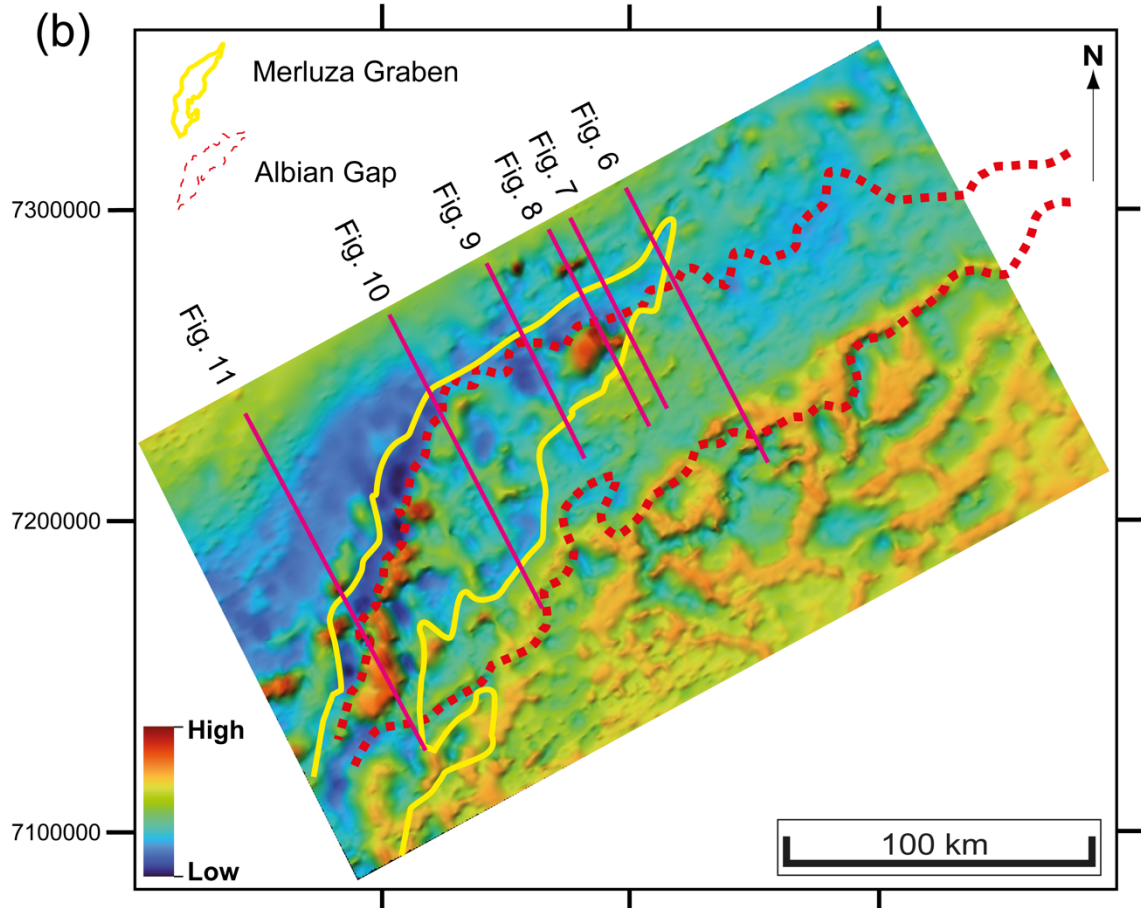 (b)
Merluza Graben
Albian Gap
N
Fig. 6
Fig. 7
Fig. 8
Fig. 9
Fig. 10
Fig. 11
7300000
7200000
7100000
High
Low
100 km